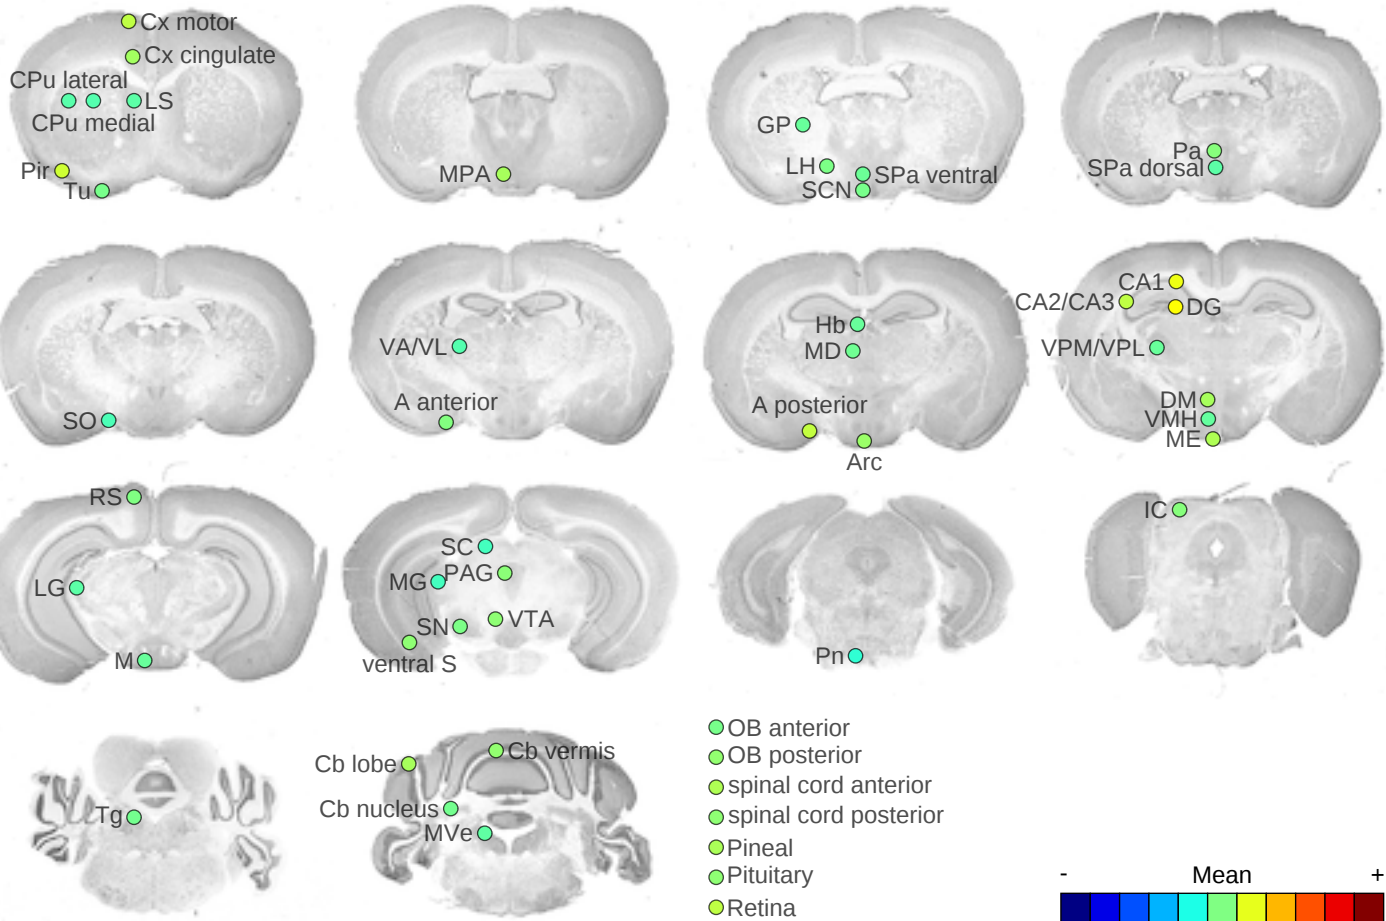 Cx motor
Cx cingulate
CPu lateral
LS
CPu medial
Pir
Tu
MPA
GP
LH
SPa ventral
SCN
Pa
SPa dorsal
SO
VA/VL
A anterior
Hb
MD
A posterior
Arc
CA1
CA2/CA3
DG
VPM/VPL
DM
VMH
ME
RS
LG
M
SC
MG
PAG
SN
VTA
ventral S
Pn
IC
Tg
Cb lobe
Cb vermis
Cb nucleus
MVe
OB anterior
OB posterior
spinal cord anterior
spinal cord posterior
Pineal
Pituitary
Retina
- Mean +